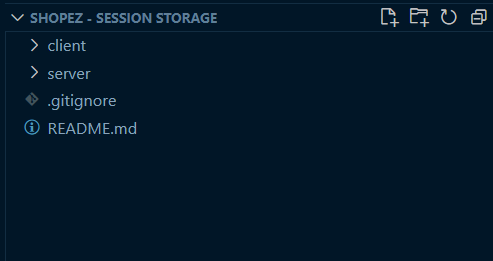 SHOPEZ - SESSION STORAGE
client
server
.gitignore
README.md